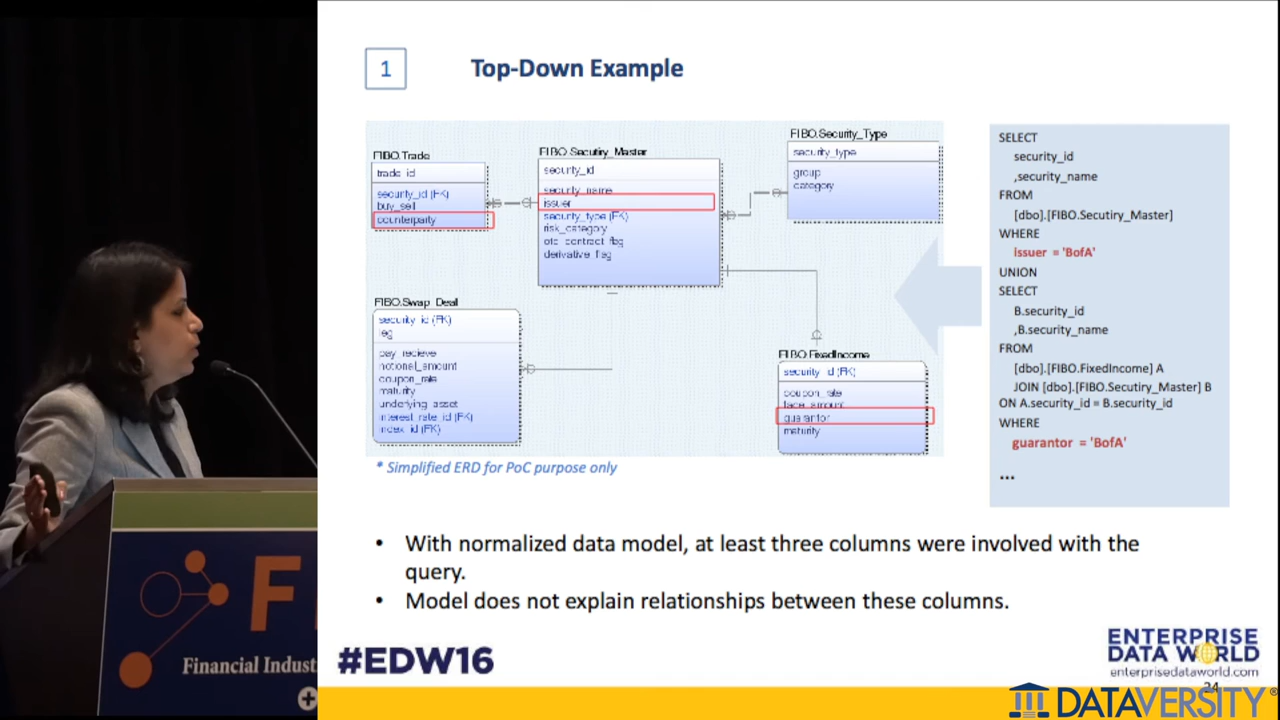 1
Top-Down Example
FIBO.Trade
trade_id
security_id (FK)
buy_sell
counterparty
FIBO.Secutiry_Master
security_id
security_name
issuer
security_type (FK)
risk_category
otc_contract_flag
derivative_flag
FIBO.Security_Type
security_type
group
category
FIBO.Swap_Deal
security_id (FK)
leg
pay_recieve
notional_amount
coupon_rate
maturity
underlying_asset
interest_rate_id (FK)
index_id (FK)
FIBO.FixedIncome
security_id (FK)
coupon_rate
face_amount
guarantor
maturity
* Simplified ERD for PoC purpose only
SELECT
security_id
,security_name
FROM
[dbo].[FIBO.Secutiry_Master]
WHERE
issuer = 'BofA'
UNION
SELECT
B.security_id
,B.security_name
FROM
[dbo].[FIBO.FixedIncome] A
JOIN [dbo].[FIBO.Secutiry_Master] B
ON A.security_id = B.security_id
WHERE
guarantor = 'BofA'
...
• With normalized data model, at least three columns were involved with the
query.
• Model does not explain relationships between these columns.
F
Financial Indust
#EDW16
ENTERPRISE
DATA WORLD
enterprisedataworld.com
24
DATAVERSITY®